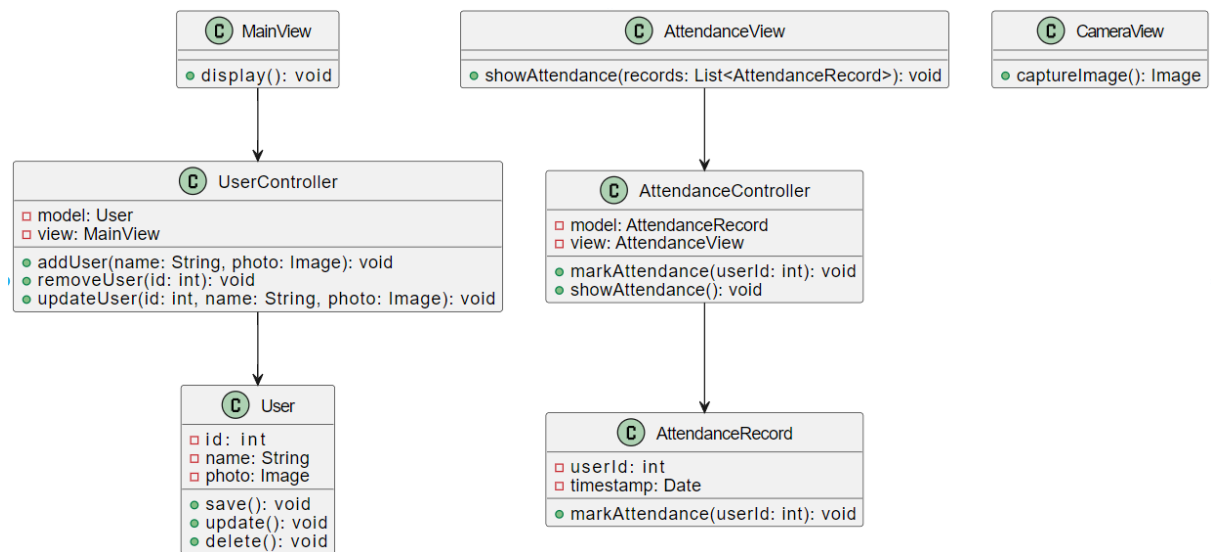 C MainView
display(): void
C AttendanceView
showAttendance(records: List<AttendanceRecord>): void
C CameraView
captureImage(): Image
C UserController
model: User
view: MainView
addUser(name: String, photo: Image): void
removeUser(id: int): void
updateUser(id: int, name: String, photo: Image): void
C AttendanceController
model: AttendanceRecord
view: AttendanceView
markAttendance(userId: int): void
showAttendance(): void
C User
id: int
name: String
photo: Image
save(): void
update(): void
delete(): void
C AttendanceRecord
userId: int
timestamp: Date
markAttendance(userId: int): void